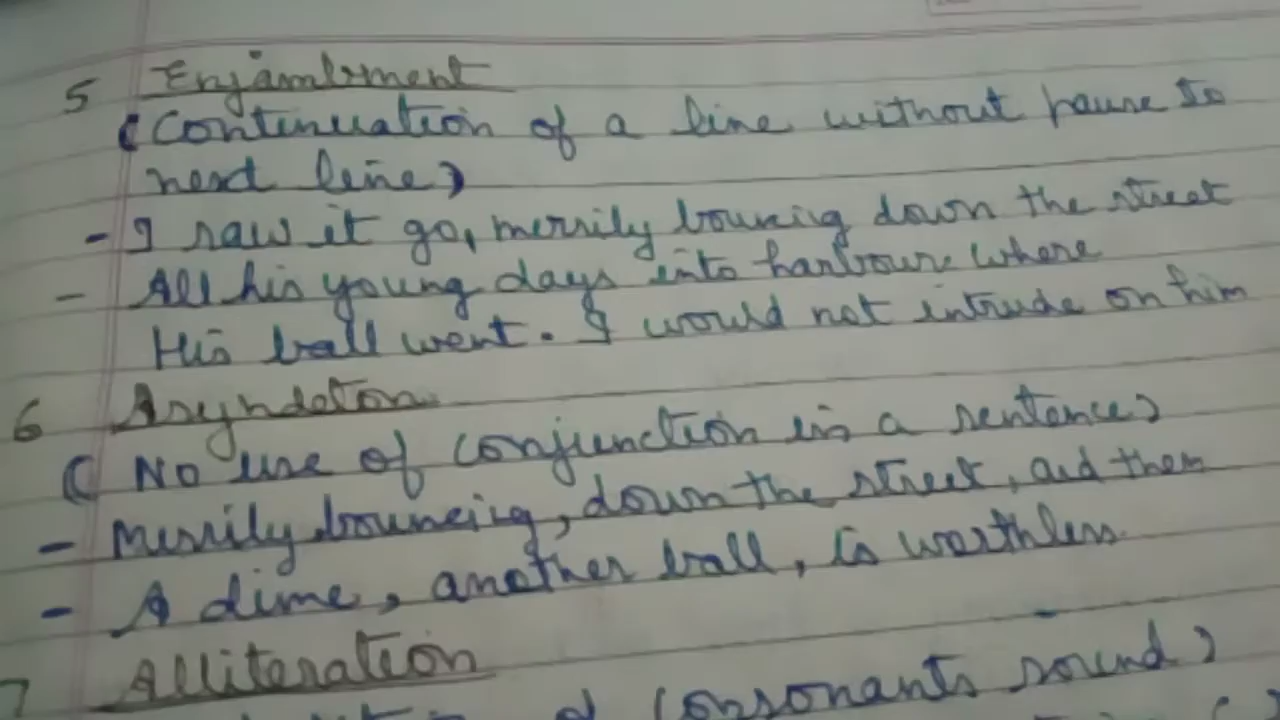 5 Enjambment
(Continuation of a line without pause to
next line)
- I saw it go, merrily bouncig down the street
- All his young days into harbour where
His ball went. I would not intrude on him
6 Asyndeton
( No use of conjunction in a sentence)
- Merrily bouncing, down the street, and then
- A dime, another ball, is worthless.
7 Alliteration
of consonants sound)